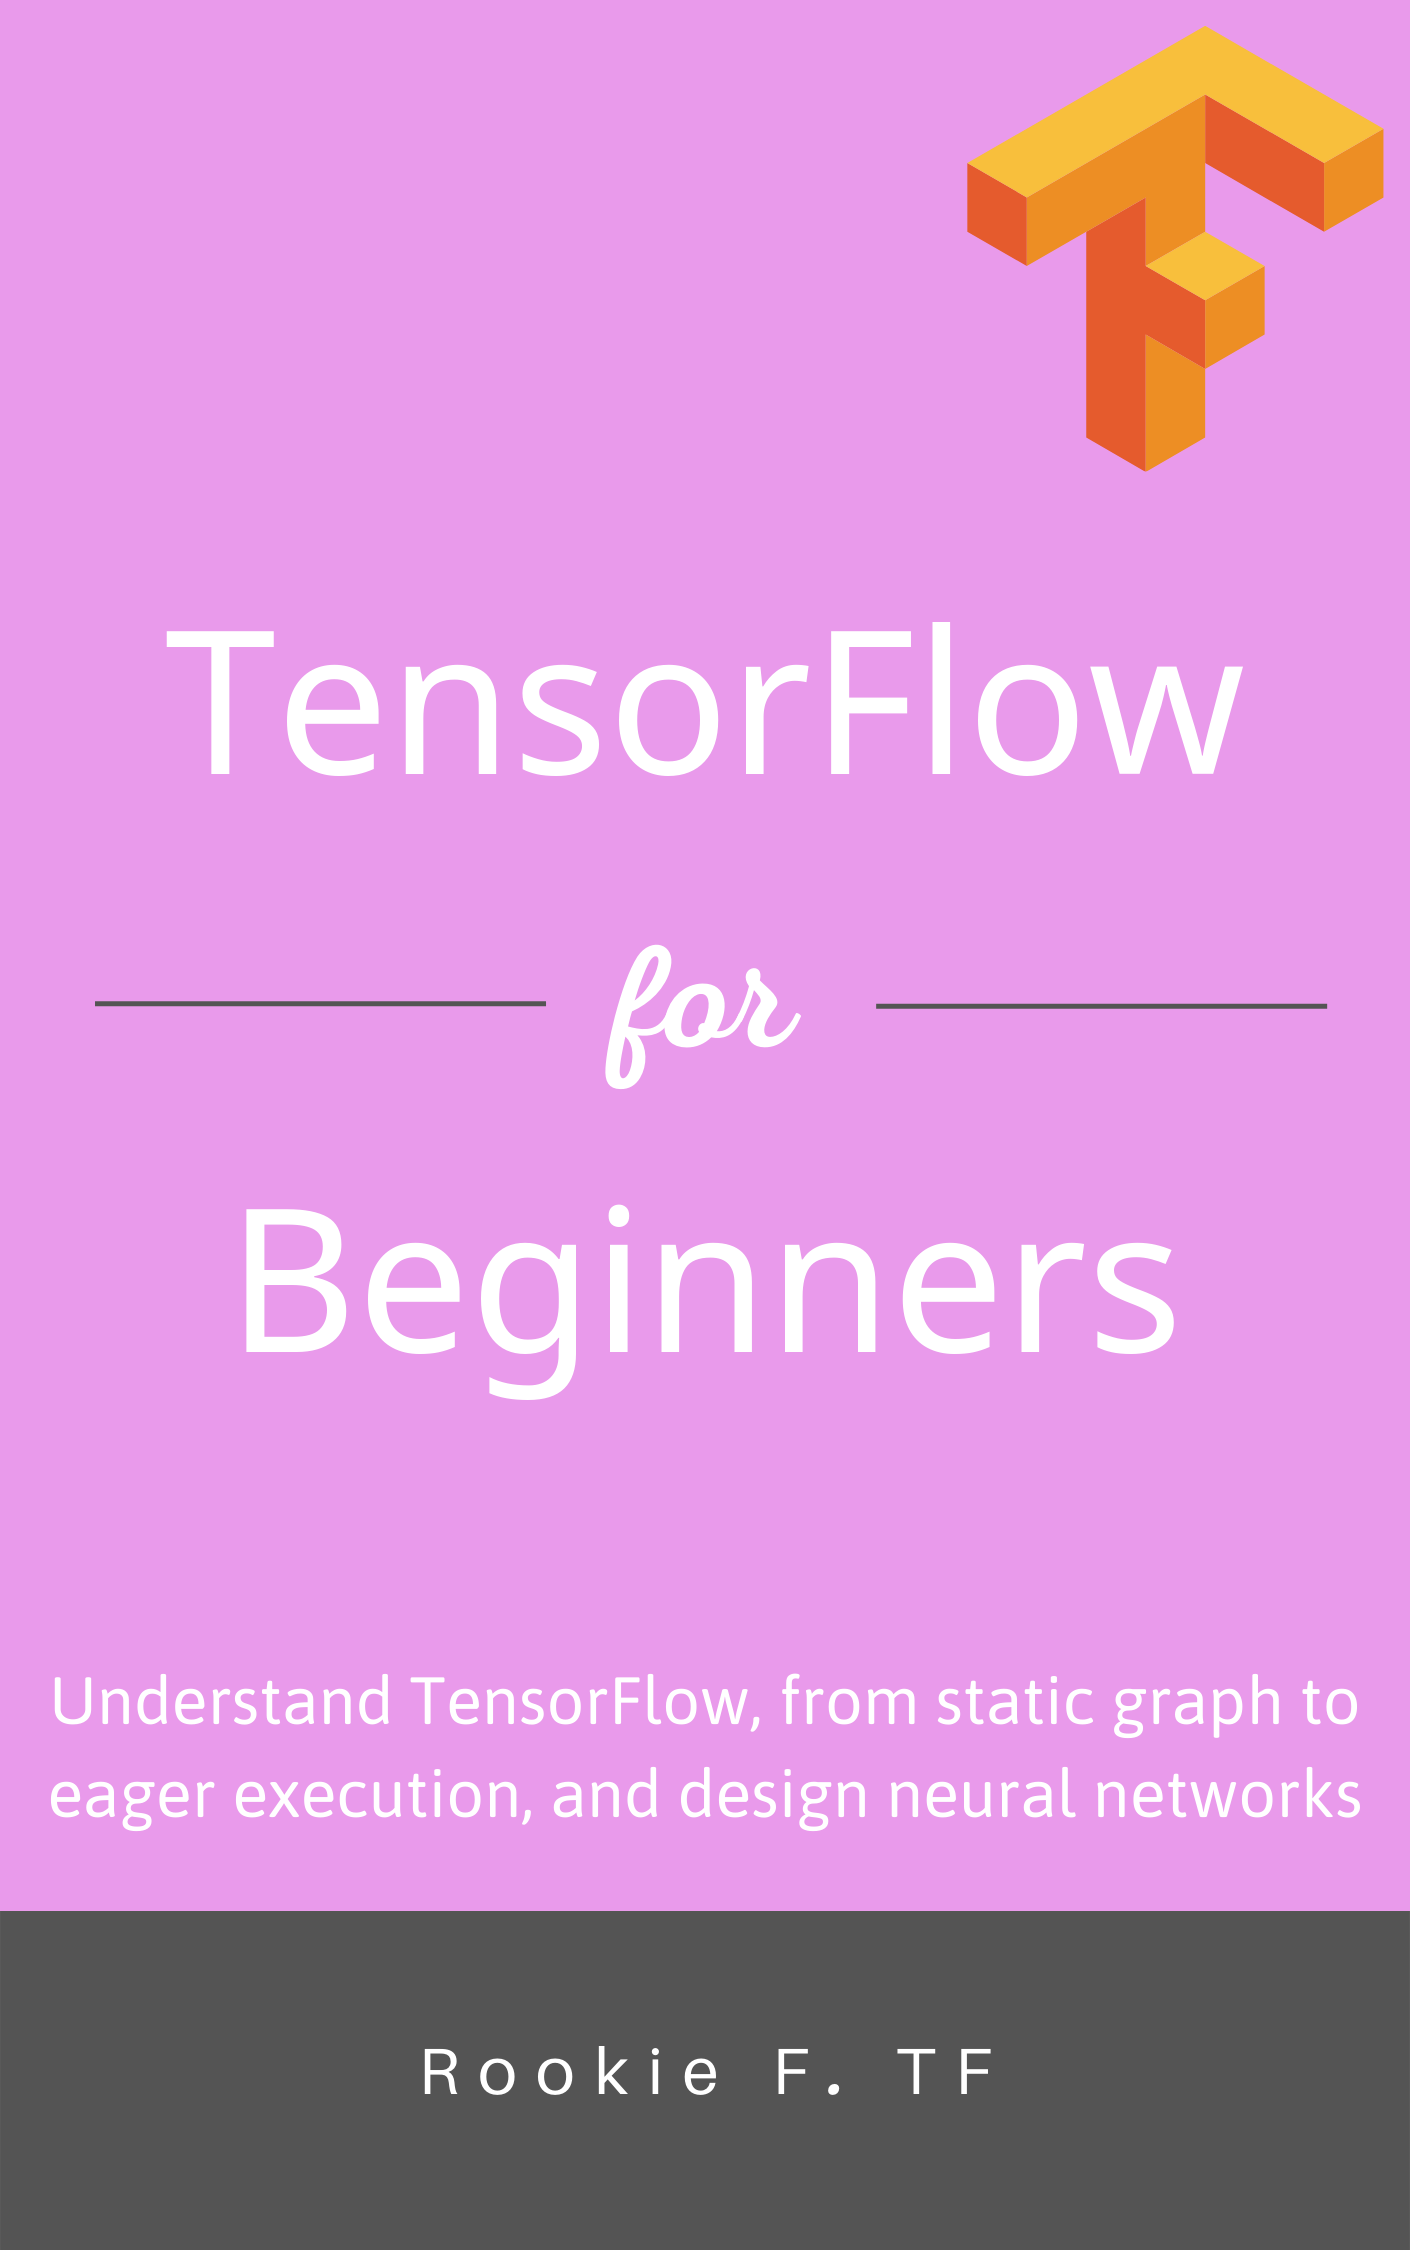 TensorFlow
for
Beginners
Understand TensorFlow, from static graph to
eager execution, and design neural networks
Rookie F. TF